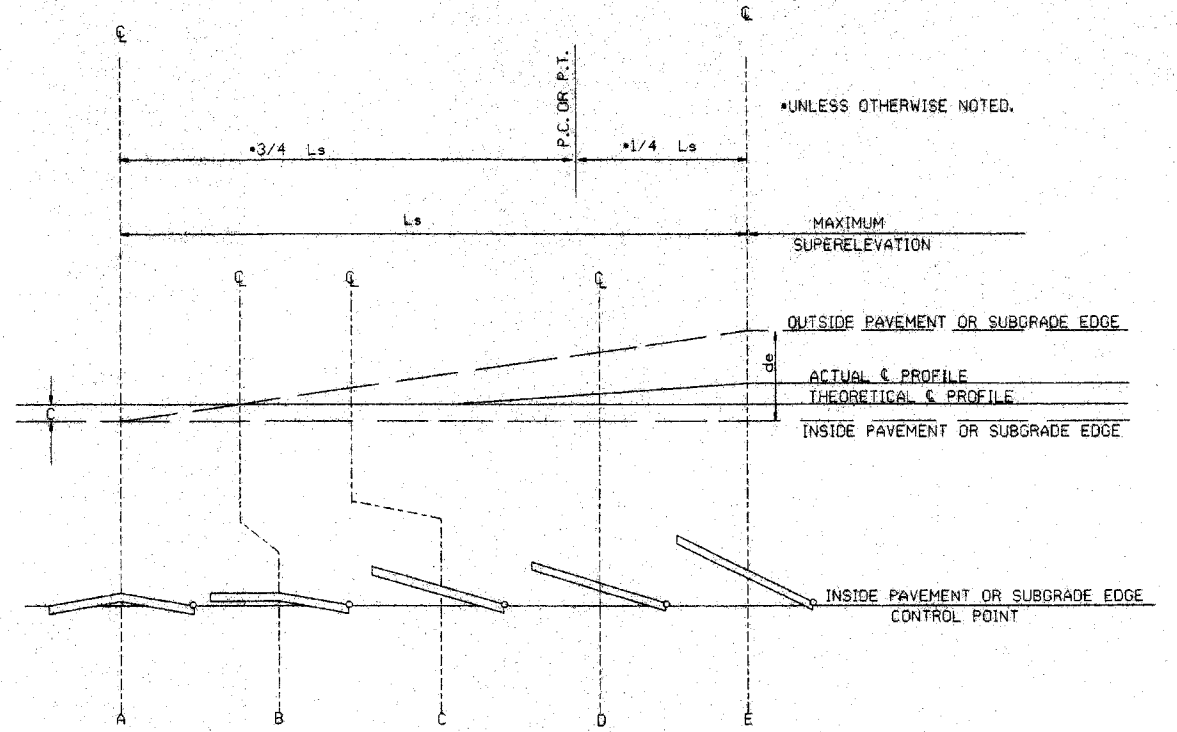 ℄ ℄
P.C. OR P.T.
*UNLESS OTHERWISE NOTED.
*3/4 Ls *1/4 Ls
Ls
MAXIMUM
SUPERELEVATION
℄ ℄ ℄
OUTSIDE PAVEMENT OR SUBGRADE EDGE
de
ACTUAL ℄ PROFILE
THEORETICAL ℄ PROFILE
C
INSIDE PAVEMENT OR SUBGRADE EDGE
INSIDE PAVEMENT OR SUBGRADE EDGE
CONTROL POINT
A B C D E